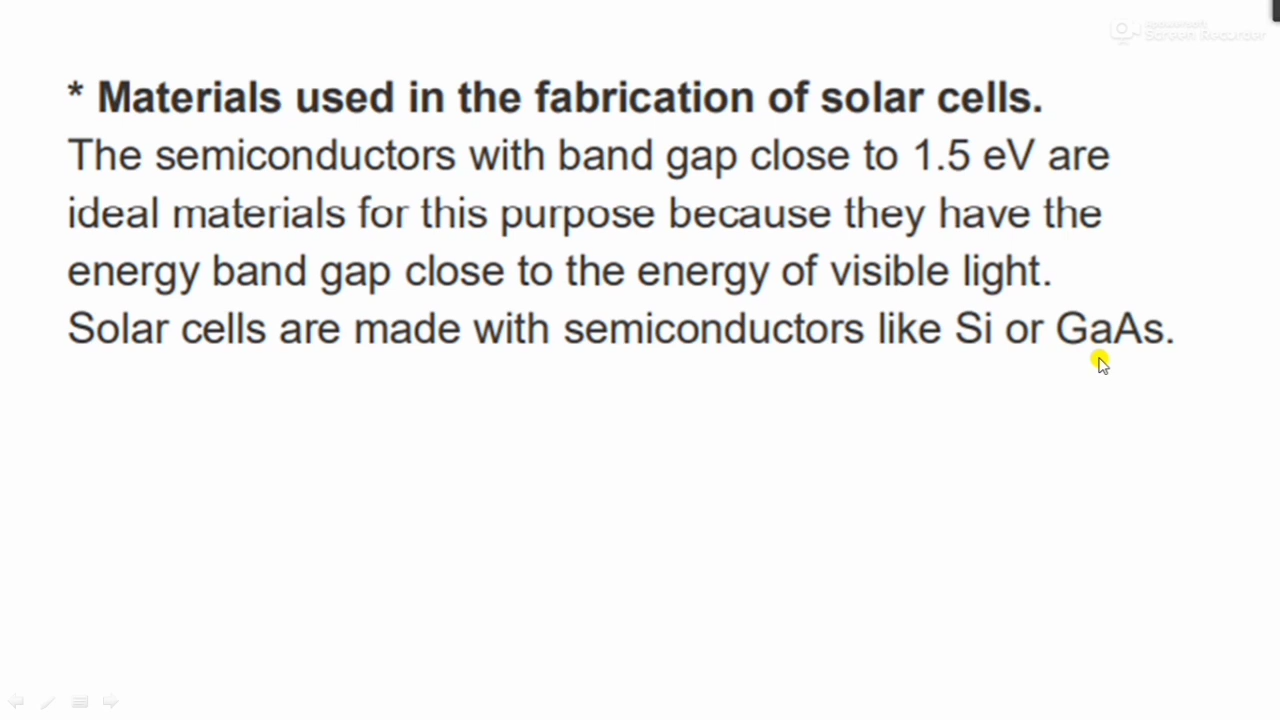 Screen Recorder
* Materials used in the fabrication of solar cells.
The semiconductors with band gap close to 1.5 eV are
ideal materials for this purpose because they have the
energy band gap close to the energy of visible light.
Solar cells are made with semiconductors like Si or GaAs.